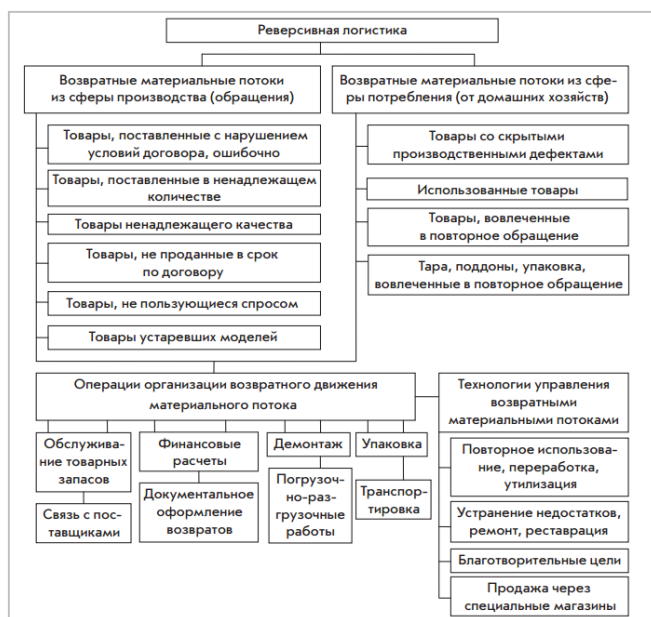 Реверсивная логистика
Возвратные материальные потоки
из сферы производства (обращения)
Товары, поставленные с нарушением
условий договора, ошибочно
Товары, поставленные в ненадлежащем
количестве
Товары ненадлежащего качества
Товары, не проданные в срок
по договору
Товары, не пользующиеся спросом
Товары устаревших моделей
Возвратные материальные потоки из сфе-
ры потребления (от домашних хозяйств)
Товары со скрытыми
производственными дефектами
Использованные товары
Товары, вовлеченные
в повторное обращение
Тара, поддоны, упаковка,
вовлеченные в повторное обращение
Операции организации возвратного движения
материального потока
Обслужива-
ние товарных
запасов
Связь с пос-
тавщиками
Финансовые
расчеты
Документальное
оформление
возвратов
Демонтаж
Погрузоч-
но-раз-
грузочные
работы
Упаковка
Транспор-
тировка
Технологии управления
возвратными
материальными потоками
Повторное использова-
ние, переработка,
утилизация
Устранение недостатков,
ремонт, реставрация
Благотворительные цели
Продажа через
специальные магазины